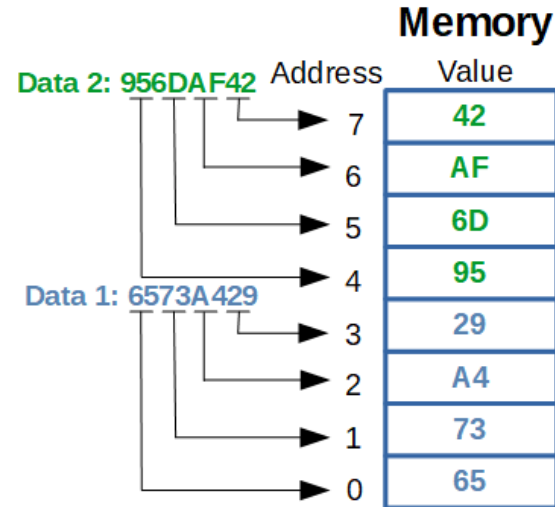 Memory
Data 2: 956DAF42 Address Value
7 42
6 AF
5 6D
4 95
Data 1: 6573A429
3 29
2 A4
1 73
0 65